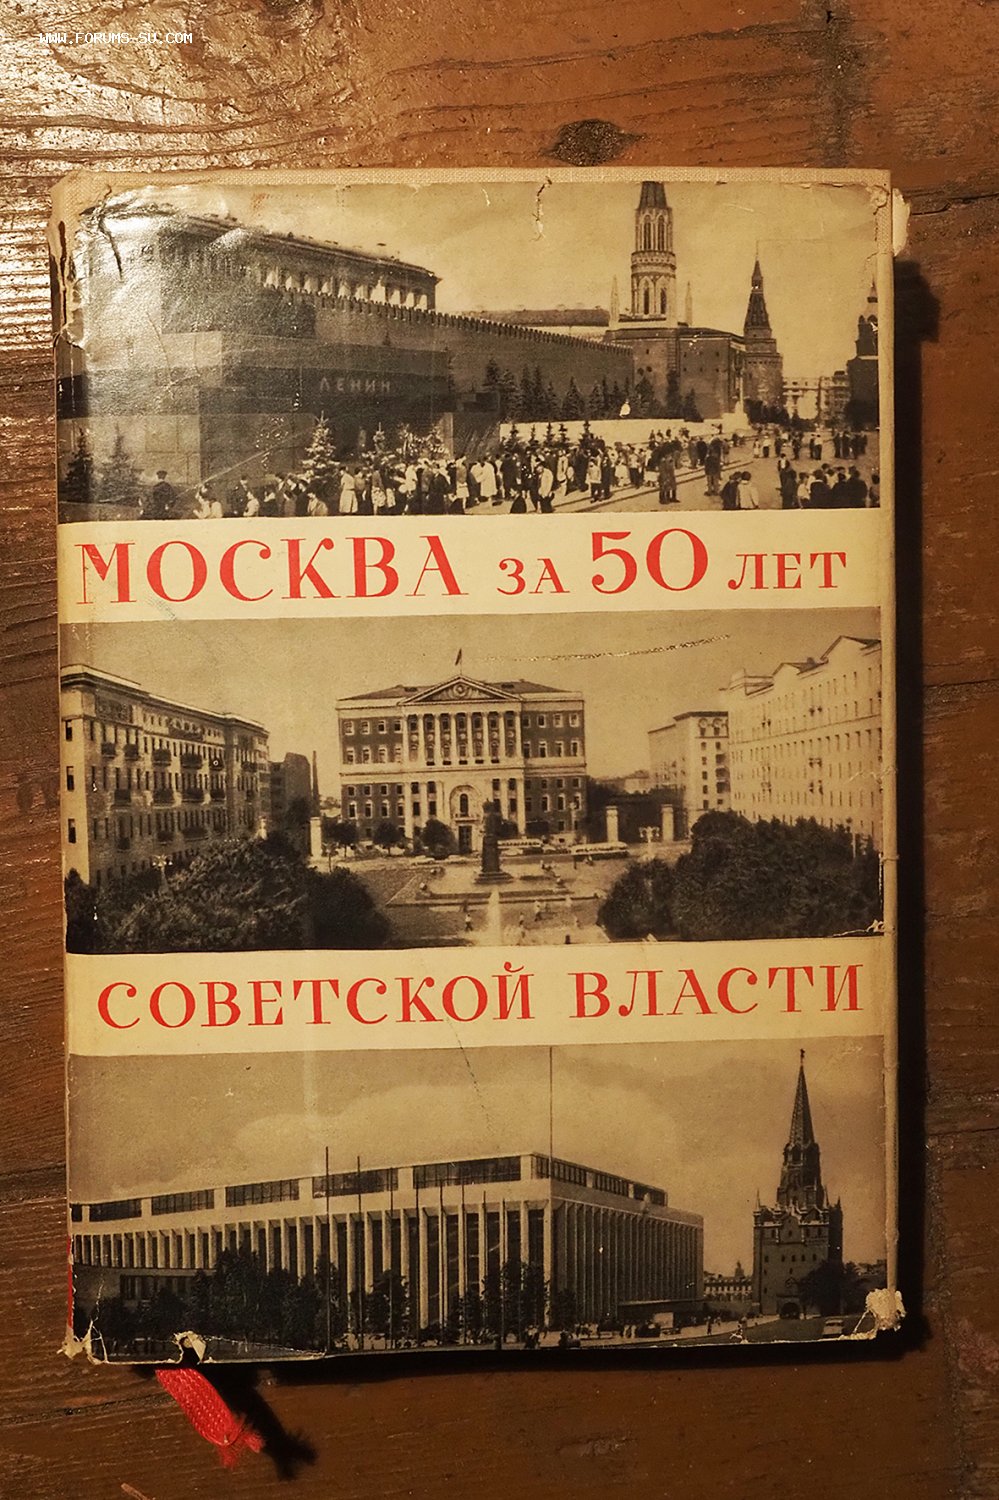 WWW.FORUMS-SU.COM
ЛЕНИН
МОСКВА ЗА 50 ЛЕТ
СОВЕТСКОЙ ВЛАСТИ